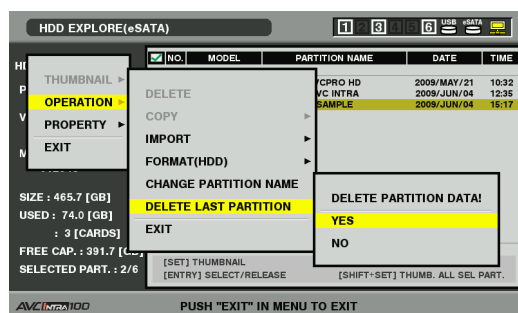 HDD EXPLORE(eSATA)
1 2 3 4 5 6 USB eSATA
NO. MODEL PARTITION NAME DATE TIME
VCPRO HD 2009/MAY/21 10:32
VC INTRA 2009/JUN/04 12:35
SAMPLE 2009/JUN/04 15:17
THUMBNAIL
OPERATION
PROPERTY
EXIT
DELETE
COPY
IMPORT
FORMAT(HDD)
CHANGE PARTITION NAME
DELETE LAST PARTITION
EXIT
DELETE PARTITION DATA!
YES
NO
SIZE : 465.7 [GB]
USED : 74.0 [GB]
: 3 [CARDS]
FREE CAP. : 391.7 [GB]
SELECTED PART. : 2/6
[SET] THUMBNAIL
[ENTRY] SELECT/RELEASE [SHIFT+SET] THUMB. ALL SEL PART.
AVC INTRA 100 PUSH "EXIT" IN MENU TO EXIT